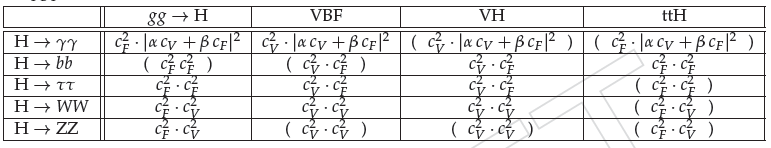 gg → H VBF VH ttH
H → γγ c_F^2 · |α c_V + β c_F|^2 c_V^2 · |α c_V + β c_F|^2 ( c_V^2 · |α c_V + β c_F|^2 ) ( c_F^2 · |α c_V + β c_F|^2 )
H → bb ( c_F^2 c_F^2 ) ( c_V^2 · c_F^2 ) c_V^2 · c_F^2 c_F^2 · c_F^2
H → ττ c_F^2 · c_F^2 c_V^2 · c_F^2 c_V^2 · c_F^2 ( c_F^2 · c_F^2 )
H → WW c_F^2 · c_V^2 c_V^2 · c_V^2 c_V^2 · c_V^2 ( c_F^2 · c_V^2 )
H → ZZ c_F^2 · c_V^2 ( c_V^2 · c_V^2 ) ( c_V^2 · c_V^2 ) ( c_F^2 · c_V^2 )